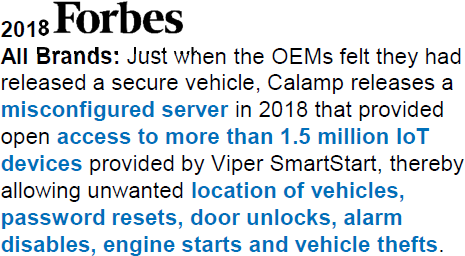 2018 Forbes
All Brands: Just when the OEMs felt they had
released a secure vehicle, Calamp releases a
misconfigured server in 2018 that provided
open access to more than 1.5 million IoT
devices provided by Viper SmartStart, thereby
allowing unwanted location of vehicles,
password resets, door unlocks, alarm
disables, engine starts and vehicle thefts.